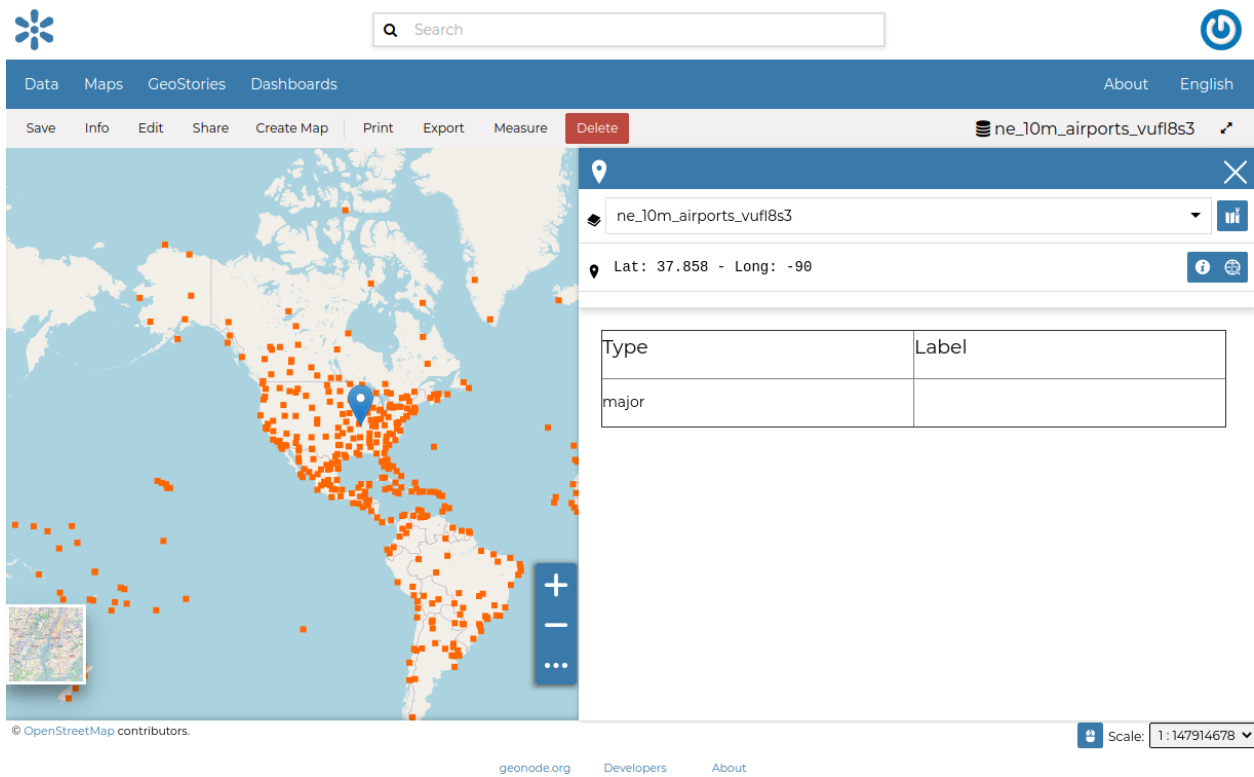 Search
Data Maps GeoStories Dashboards About English
Save Info Edit Share Create Map Print Export Measure Delete ne_10m_airports_vufl8s3
ne_10m_airports_vufl8s3
Lat: 37.858 - Long: -90
Type Label
major
© OpenStreetMap contributors.
Scale: 1 : 147914678
geonode.org Developers About